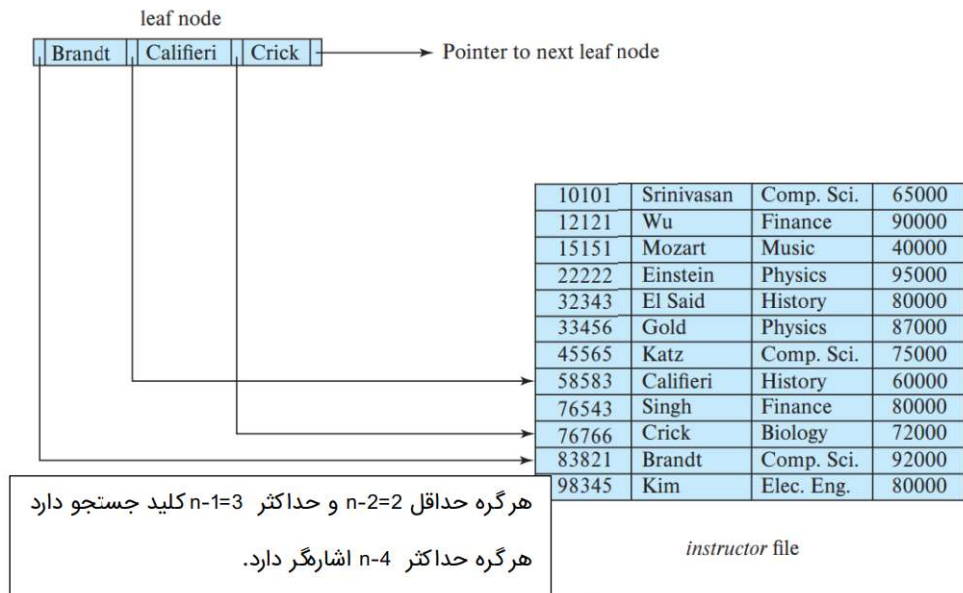 leaf node
Brandt Califieri Crick Pointer to next leaf node
10101 Srinivasan Comp. Sci. 65000
12121 Wu Finance 90000
15151 Mozart Music 40000
22222 Einstein Physics 95000
32343 El Said History 80000
33456 Gold Physics 87000
45565 Katz Comp. Sci. 75000
58583 Califieri History 60000
76543 Singh Finance 80000
76766 Crick Biology 72000
83821 Brandt Comp. Sci. 92000
98345 Kim Elec. Eng. 80000
هر گره حداقل n-2=2 و حداکثر n-1=3 کلید جستجو دارد
هر گره حداکثر n-4 اشاره‌گر دارد.
instructor file